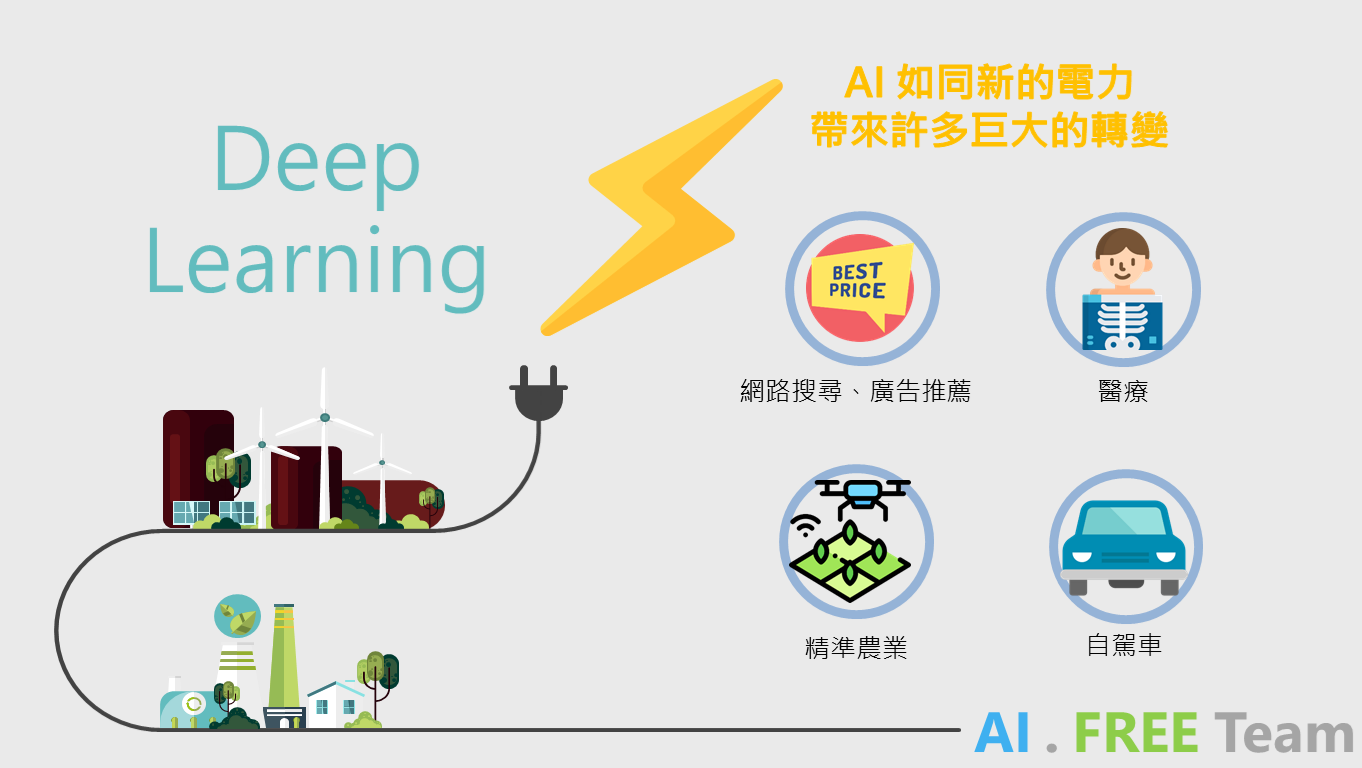 Deep
Learning
AI 如同新的電力
帶來許多巨大的轉變
BEST
PRICE
網路搜尋、廣告推薦
醫療
精準農業
自駕車
AI . FREE Team